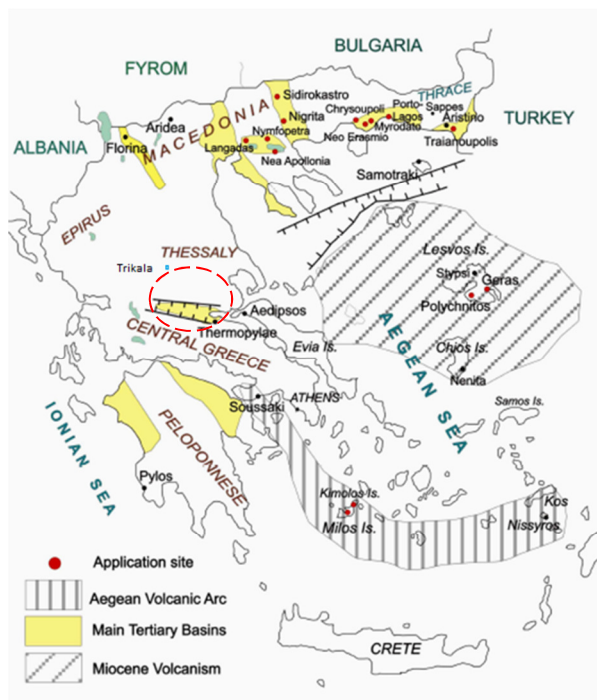 BULGARIA
FYROM
THRACE
Sidirokastro
Chrysoupoli
Porto-
Lagos
Sappes
TURKEY
Aristino
MACEDONIA
Aridea
Nigrita
Myrodato
Neo Erasmio
Traianoupolis
Nymfopetra
ALBANIA
Florina
Langadas
Nea Apollonia
Samotraki
EPIRUS
THESSALY
Trikala
Lesvos Is.
Stypsi
Geras
Polychnitos
Aedipsos
Thermopylae
CENTRAL GREECE
Evia Is.
AEGEAN SEA
Chios Is.
Nenita
ATHENS
Soussaki
Samos Is.
IONIAN SEA
PELOPONNESE
Pylos
Kimolos Is.
Milos Is.
Kos
Nissyros
Application site
Aegean Volcanic Arc
Main Tertiary Basins
Miocene Volcanism
CRETE